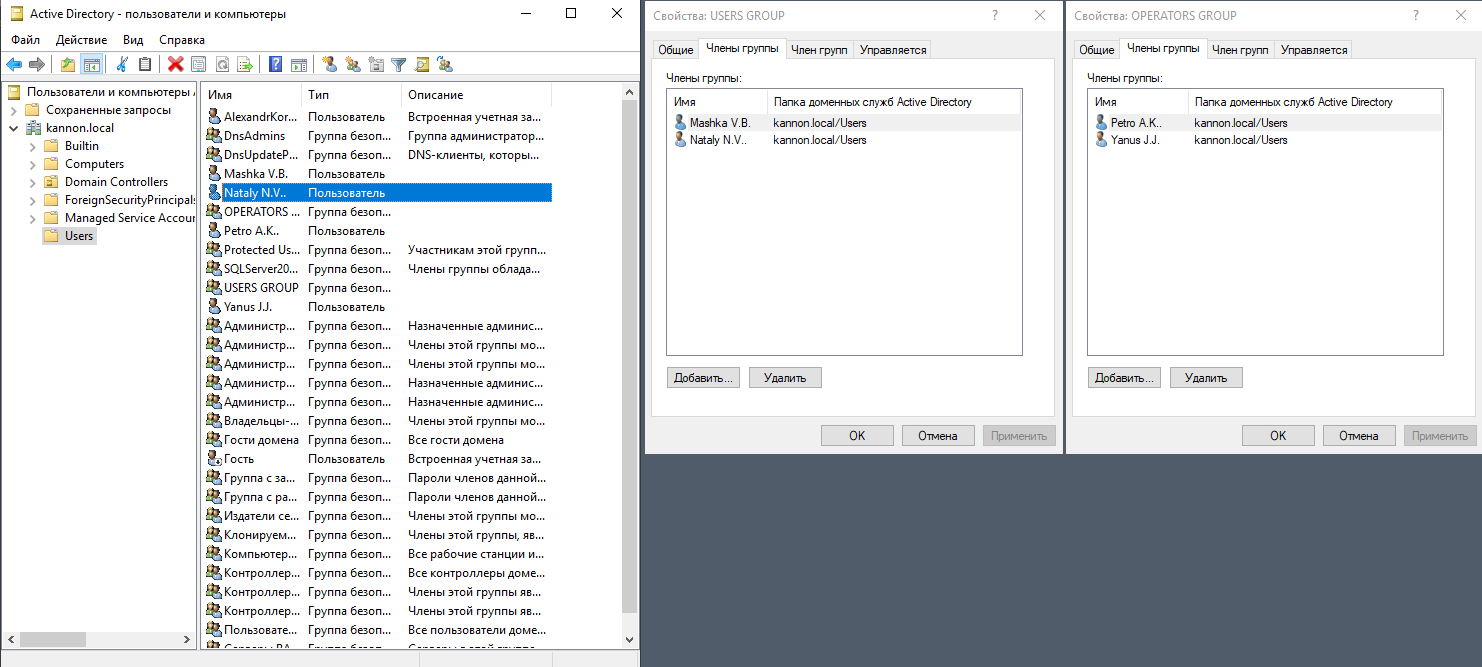 Active Directory - пользователи и компьютеры
Файл Действие Вид Справка
Пользователи и компьютеры
Сохраненные запросы
kannon.local
Builtin
Computers
Domain Controllers
ForeignSecurityPrincipals
Managed Service Accour
Users
Имя Тип Описание
AlexandrKor... Пользователь Встроенная учетная за...
DnsAdmins Группа безоп... Группа администратор...
DnsUpdateP... Группа безоп... DNS-клиенты, которы...
Mashka V.B. Пользователь
Nataly N.V.. Пользователь
OPERATORS ... Группа безоп...
Petro A.K.. Пользователь
Protected Us... Группа безоп... Участникам этой групп...
SQLServer20... Группа безоп... Члены группы облада...
USERS GROUP Группа безоп...
Yanus J.J. Пользователь
Администр... Группа безоп... Назначенные админис...
Администр... Группа безоп... Члены этой группы мо...
Администр... Группа безоп... Члены этой группы мо...
Администр... Группа безоп... Назначенные админис...
Администр... Группа безоп... Назначенные админис...
Владельцы-... Группа безоп... Члены этой группы мо...
Гости домена Группа безоп... Все гости домена
Гость Пользователь Встроенная учетная за...
Группа с за... Группа безоп... Пароли членов данной...
Группа с ра... Группа безоп... Пароли членов данной...
Издатели се... Группа безоп... Члены этой группы мо...
Клонируем... Группа безоп... Члены этой группы, яв...
Компьютер... Группа безоп... Все рабочие станции и...
Контроллер... Группа безоп... Все контроллеры доме...
Контроллер... Группа безоп... Члены этой группы яв...
Контроллер... Группа безоп... Члены этой группы яв...
Пользовате... Группа безоп... Все пользователи доме...
Свойства: USERS GROUP
Общие Члены группы Член групп Управляется
Члены группы:
Имя Папка доменных служб Active Directory
Mashka V.B. kannon.local/Users
Nataly N.V.. kannon.local/Users
Добавить... Удалить
OK Отмена Применить
Свойства: OPERATORS GROUP
Общие Члены группы Член групп Управляется
Члены группы:
Имя Папка доменных служб Active Directory
Petro A.K.. kannon.local/Users
Yanus J.J. kannon.local/Users
Добавить... Удалить
OK Отмена Применить